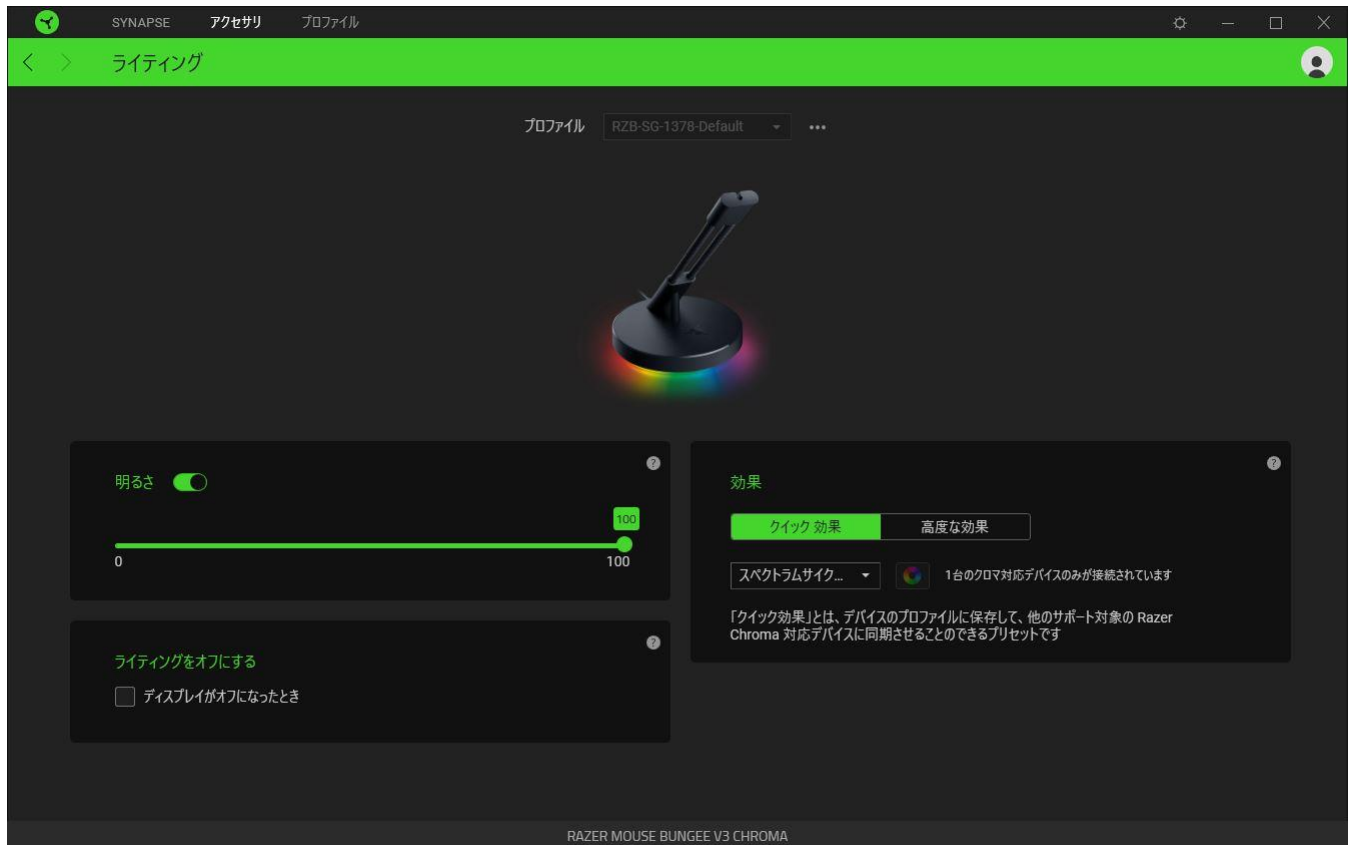 SYNAPSE アクセサリ プロファイル
ライティング
プロファイル RZB-SG-1378-Default
明るさ
100
0 100
ライティングをオフにする
ディスプレイがオフになったとき
効果
クイック 効果 高度な効果
スペクトラムサイク... 1台のクロマ対応デバイスのみが接続されています
「クイック効果」とは、デバイスのプロファイルに保存して、他のサポート対象の Razer
Chroma 対応デバイスに同期させることのできるプリセットです
RAZER MOUSE BUNGEE V3 CHROMA